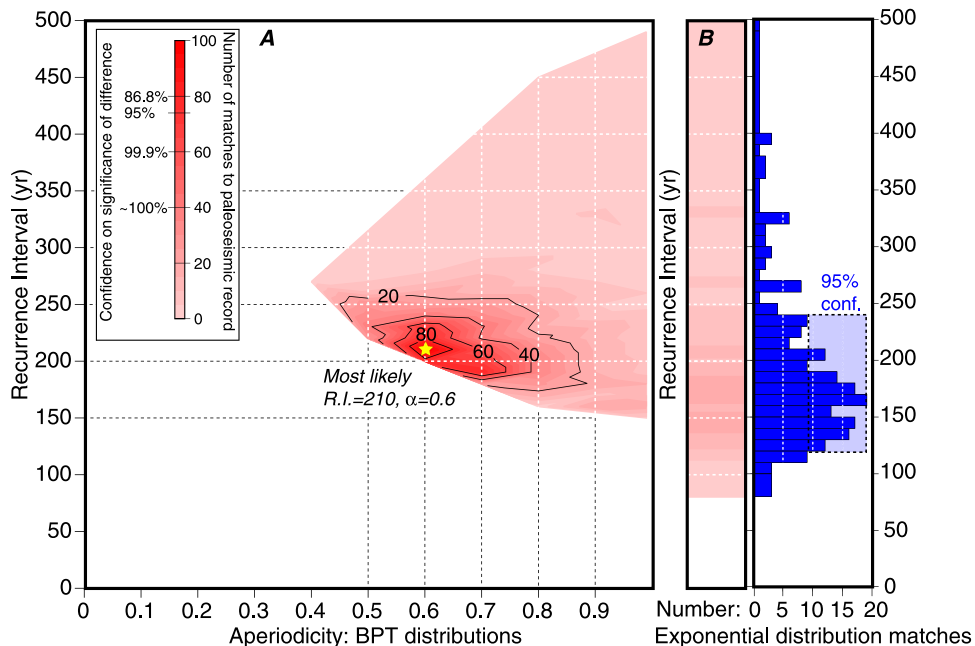 A
B
Confidence on significance of difference
Number of matches to paleoseismic record
100
80
60
40
20
0
86.8%
95%
99.9%
~100%
Recurrence Interval (yr)
500
450
400
350
300
250
200
150
100
50
0
20
80
60
40
Most likely
R.I.=210, α=0.6
0 0.1 0.2 0.3 0.4 0.5 0.6 0.7 0.8 0.9
Aperiodicity: BPT distributions
Recurrence Interval (yr)
95%
conf.
500
450
400
350
300
250
200
150
100
50
0
Number: 0 5 10 15 20
Exponential distribution matches